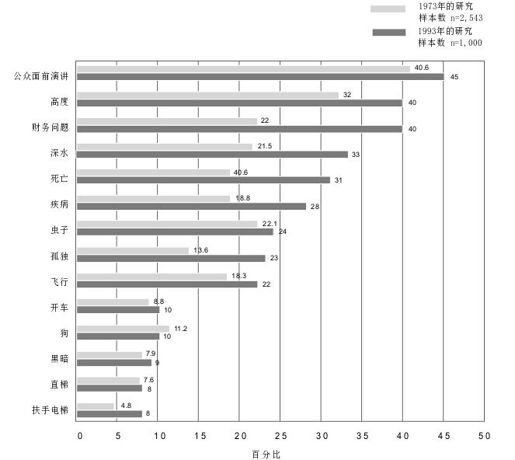 1973年的研究
样本数 n=2,543
1993年的研究
样本数 n=1,000
公众面前演讲 40.6
45
高度 32
40
财务问题 22
40
深水 21.5
33
死亡 40.6
31
疾病 18.8
28
虫子 22.1
24
孤独 13.6
23
飞行 18.3
22
开车 8.8
10
狗 11.2
10
黑暗 7.9
9
直梯 7.6
8
扶手电梯 4.8
8
0 5 10 15 20 25 30 35 40 45 50
百分比